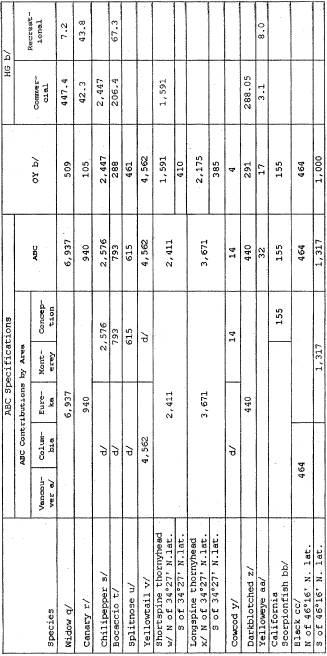 ABC Specifications
ABC Contributions by Area
HG b/
Species Vancouver a/ Columbia Eureka Monterey Conception ABC OY b/ Commercial Recreational
Widow q/ 6,937 6,937 509 447.4 7.2
Canary r/ 940 940 105 42.3 43.8
Chilipepper s/ d/ 2,576 2,576 2,447 2,447
Bocaccio t/ d/ 793 793 288 206.4 67.3
Splitnose u/ d/ 615 615 461
Yellowtail v/ 4,562 d/ 4,562 4,562
Shortspine thornyhead
w/ N of 34°27' N.lat. 2,411 2,411 1,591 1,591
S of 34°27' N.lat. 410
Longspine thornyhead
x/ N of 34°27' N.lat. 3,671 3,671 2,175
S of 34°27' N.lat. 385
Cowcod y/ d/ 14 14 4
Darkblotched z/ 440 440 291 288.05
Yelloweye aa/ 32 17 3.1 8.0
California
Scorpionfish bb/ 155 155 155
Black cc/
N of 46°16' N. lat. 464 464 464
S of 46°16' N. lat. 1,317 1,317 1,000